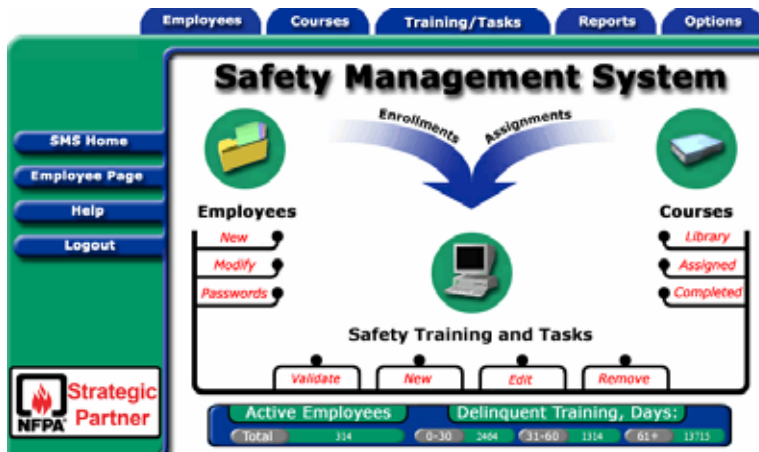 Employees Courses Training/Tasks Reports Options
Safety Management System
Enrollments Assignments
SMS Home
Employee Page
Help
Logout
Employees
New
Modify
Passwords
Courses
Library
Assigned
Completed
Safety Training and Tasks
Validate New Edit Remove
Strategic
Partner
NFPA
Active Employees Delinquent Training, Days:
Total 314 0-30 2464 31-60 1314 61+ 13715